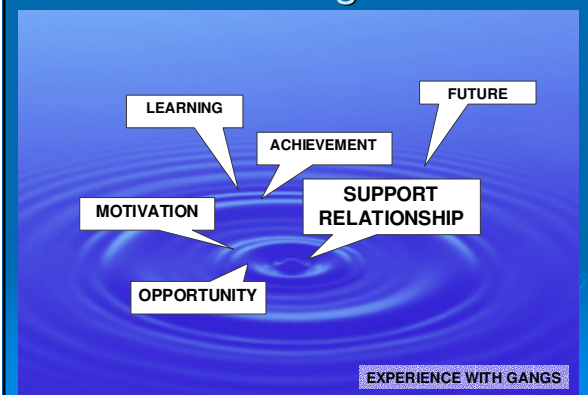 FUTURE
LEARNING
ACHIEVEMENT
SUPPORT
RELATIONSHIP
MOTIVATION
OPPORTUNITY
EXPERIENCE WITH GANGS